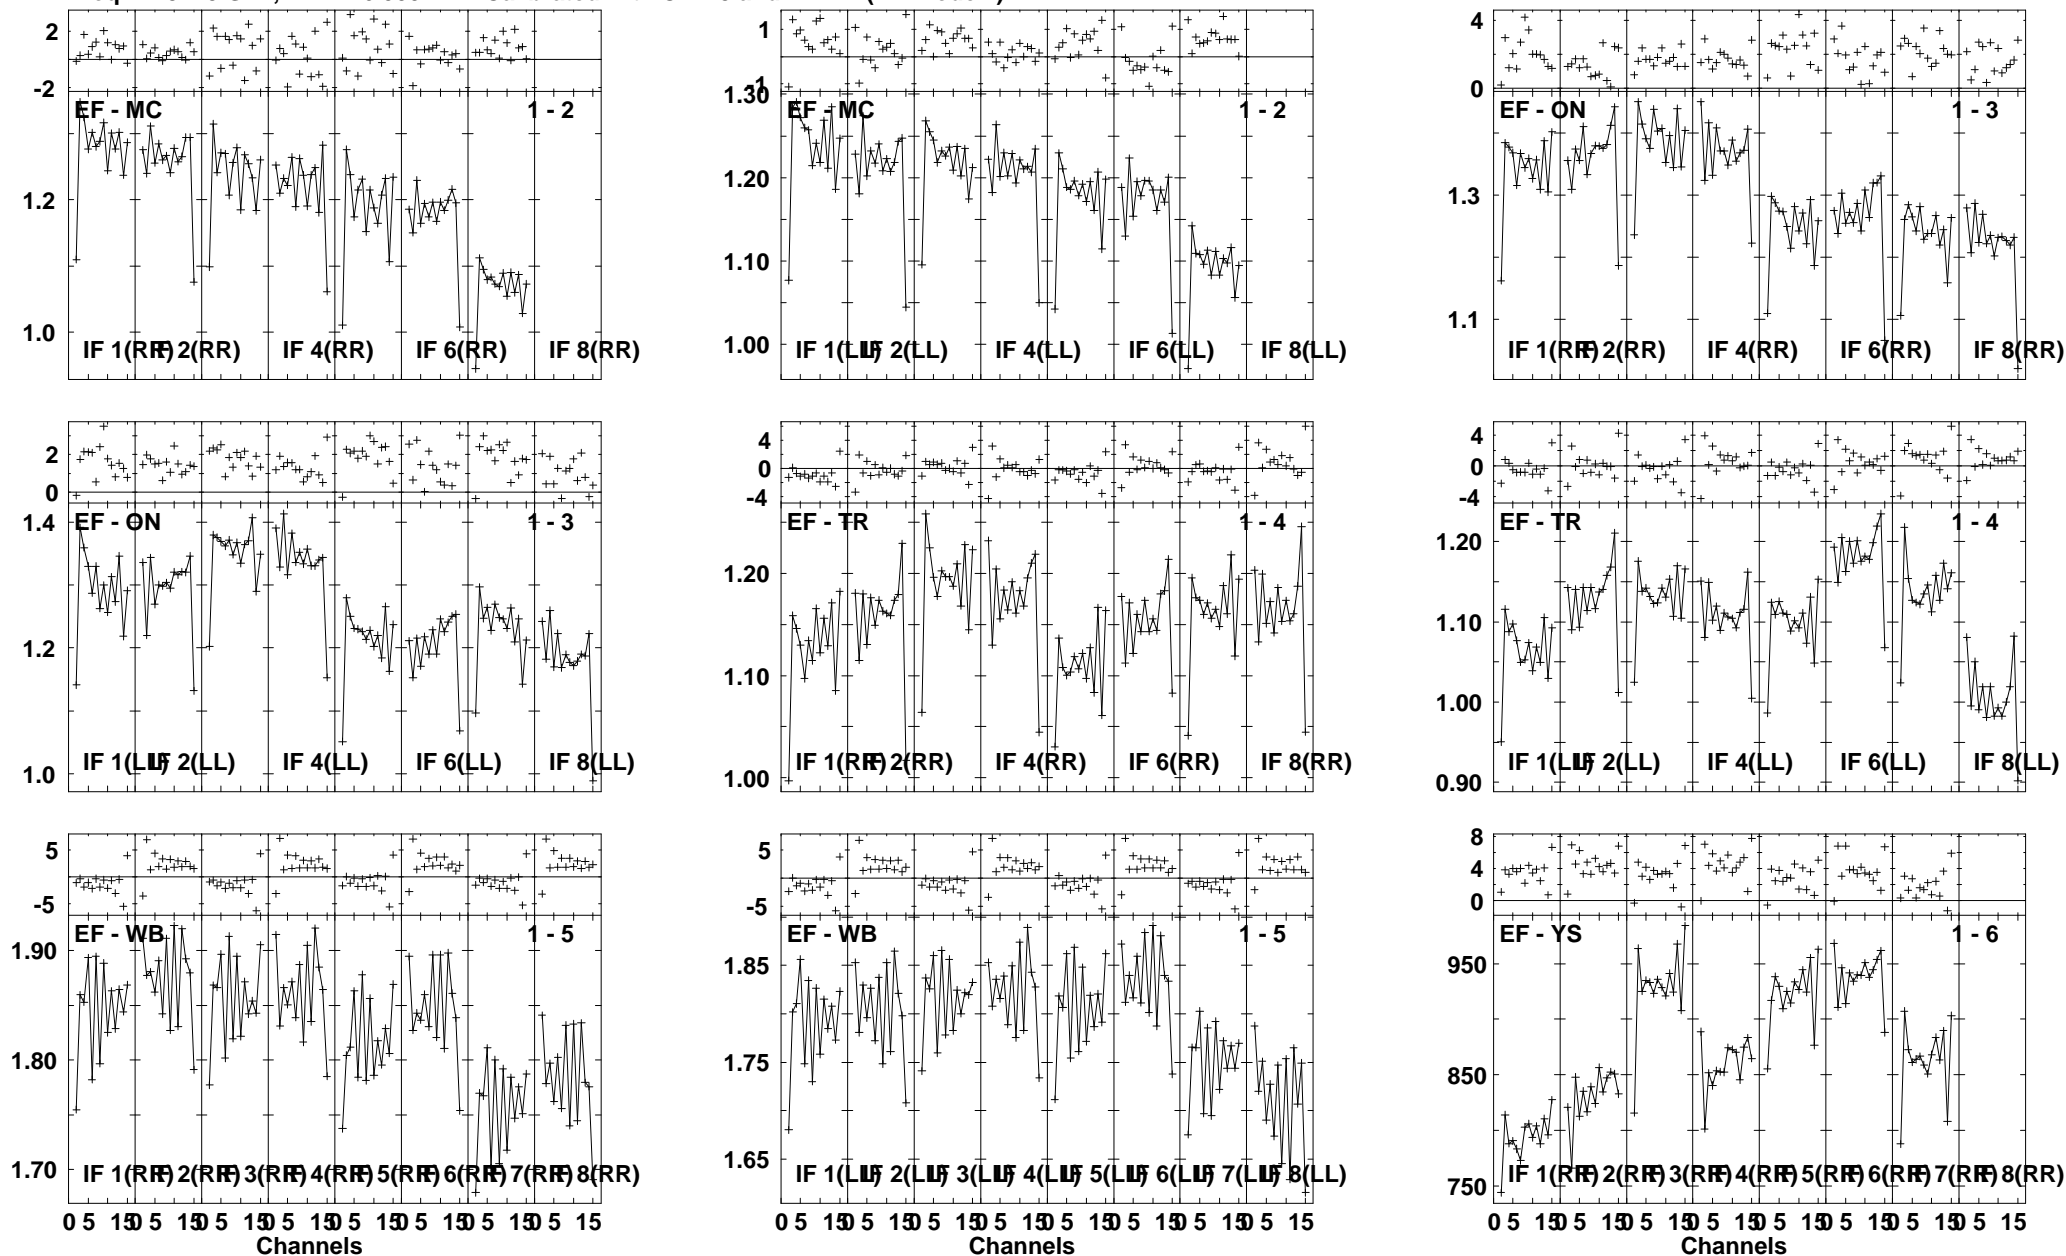 2
-2
EF - MC 1 - 2
1.2
1.0
IF 1(RR) IF 2(RR) IF 4(RR) IF 6(RR) IF 8(RR)
1
-1
1.30
EF - MC 1 - 2
1.20
1.10
1.00
IF 1(LL) IF 2(LL) IF 4(LL) IF 6(LL) IF 8(LL)
4
0
EF - ON 1 - 3
1.3
1.1
IF 1(RR) IF 2(RR) IF 4(RR) IF 6(RR) IF 8(RR)
2
0
1.4
EF - ON 1 - 3
1.2
1.0
IF 1(LL) IF 2(LL) IF 4(LL) IF 6(LL) IF 8(LL)
4
0
-4
EF - TR 1 - 4
1.20
1.10
1.00
IF 1(RR) IF 2(RR) IF 4(RR) IF 6(RR) IF 8(RR)
4
0
-4
EF - TR 1 - 4
1.20
1.10
1.00
0.90
IF 1(LL) IF 2(LL) IF 4(LL) IF 6(LL) IF 8(LL)
5
-5
EF - WB 1 - 5
1.90
1.80
1.70
IF 1(RR) IF 2(RR) IF 3(RR) IF 4(RR) IF 5(RR) IF 6(RR) IF 7(RR) IF 8(RR)
0 5 15 0 5 15 0 5 15 0 5 15 0 5 15 0 5 15 0 5 15 0 5 15
Channels
5
-5
EF - WB 1 - 5
1.85
1.75
1.65
IF 1(LL) IF 2(LL) IF 3(LL) IF 4(LL) IF 5(LL) IF 6(LL) IF 7(LL) IF 8(LL)
0 5 15 0 5 15 0 5 15 0 5 15 0 5 15 0 5 15 0 5 15 0 5 15
Channels
8
4
0
EF - YS 1 - 6
950
850
750
IF 1(RR) IF 2(RR) IF 3(RR) IF 4(RR) IF 5(RR) IF 6(RR) IF 7(RR) IF 8(RR)
0 5 15 0 5 15 0 5 15 0 5 15 0 5 15 0 5 15 0 5 15 0 5 15
Channels